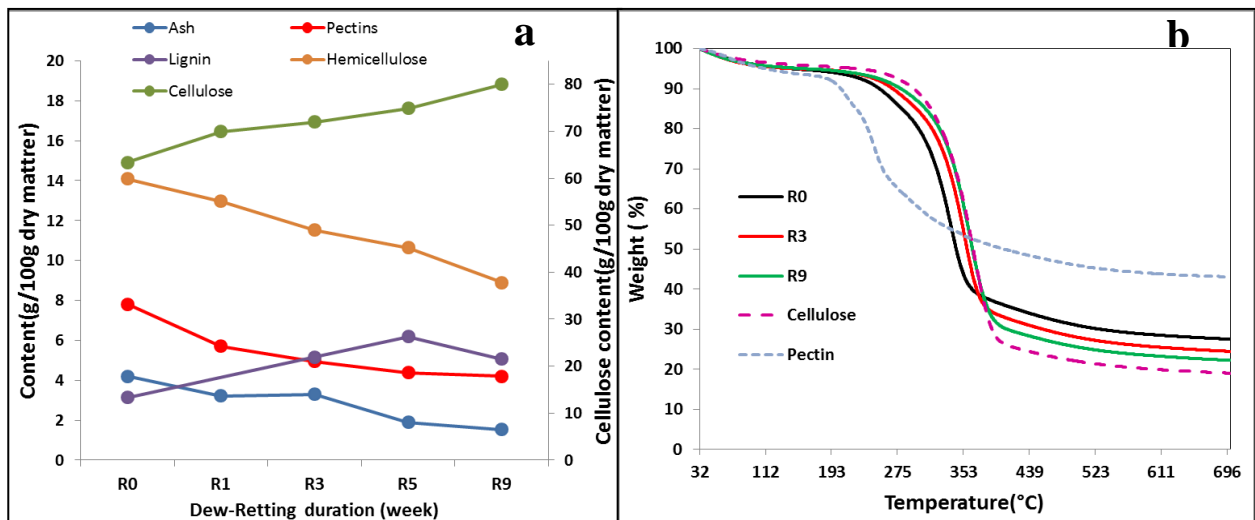 Ash
Pectins
Lignin
Hemicellulose
Cellulose
a
20
18
16
14
12
10
8
6
4
2
0
80
70
60
50
40
30
20
10
0
Content(g/100g dry mattrer
Cellulose content(g/100g dry mattrer
R0 R1 R3 R5 R9
Dew-Retting duration (week)
b
100
90
80
70
60
50
40
30
20
10
0
Weight ( %)
R0
R3
R9
Cellulose
Pectin
32 112 193 275 353 439 523 611 696
Temperature(°C)